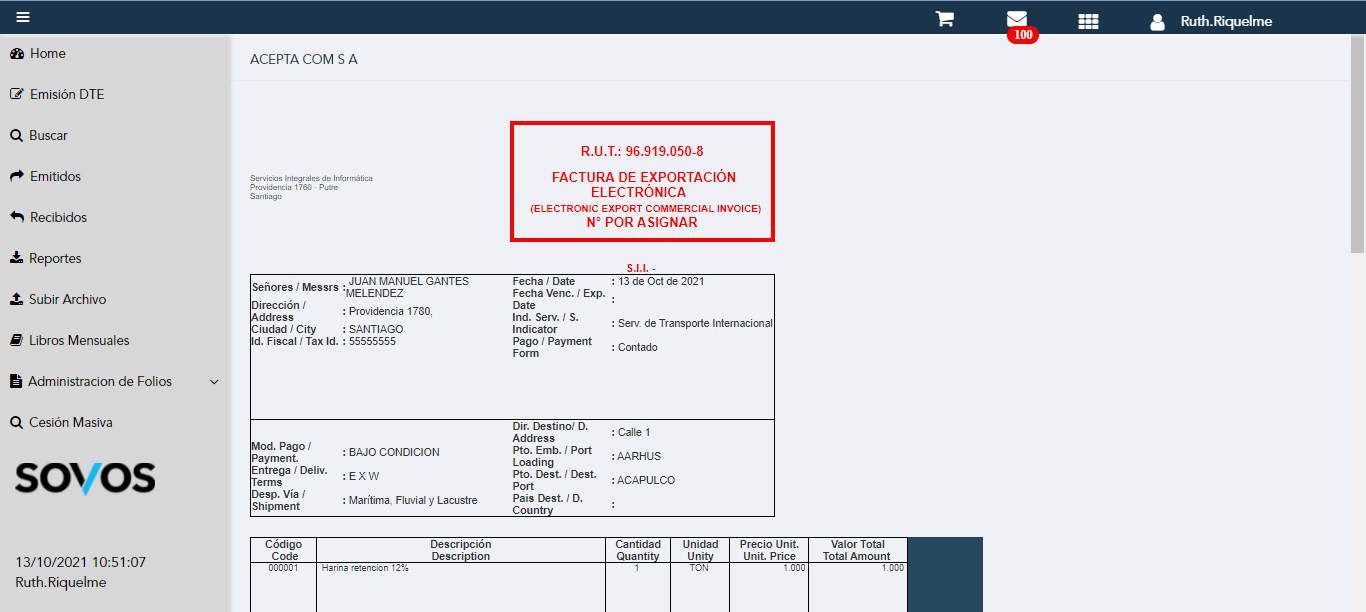 Ruth.Riquelme
100
Home
Emisión DTE
Buscar
Emitidos
Recibidos
Reportes
Subir Archivo
Libros Mensuales
Administracion de Folios
Cesión Masiva
SOVOS
13/10/2021 10:51:07
Ruth.Riquelme
ACEPTA COM S A
Servicios Integrales de Informática
Providencia 1760 - Putre
Santiago
R.U.T.: 96.919.050-8
FACTURA DE EXPORTACIÓN
ELECTRÓNICA
(ELECTRONIC EXPORT COMMERCIAL INVOICE)
N° POR ASIGNAR
S.I.I. -
Señores / Messrs : JUAN MANUEL GANTES
MELENDEZ
Dirección /
Address : Providencia 1780,
Ciudad / City : SANTIAGO
Id. Fiscal / Tax Id. : 55555555
Fecha / Date : 13 de Oct de 2021
Fecha Venc. / Exp.
Date :
Ind. Serv. / S.
Indicator : Serv. de Transporte Internacional
Pago / Payment
Form : Contado
Mod. Pago /
Payment. : BAJO CONDICION
Entrega / Deliv.
Terms : E X W
Desp. Vía /
Shipment : Marítima, Fluvial y Lacustre
Dir. Destino/ D.
Address : Calle 1
Pto. Emb. / Port
Loading : AARHUS
Pto. Dest. / Dest.
Port : ACAPULCO
Pais Dest. / D.
Country :
Código Descripción Cantidad Unidad Precio Unit. Valor Total
Code Description Quantity Unity Unit. Price Total Amount
000001 Harina retencion 12% 1 TON 1.000 1.000